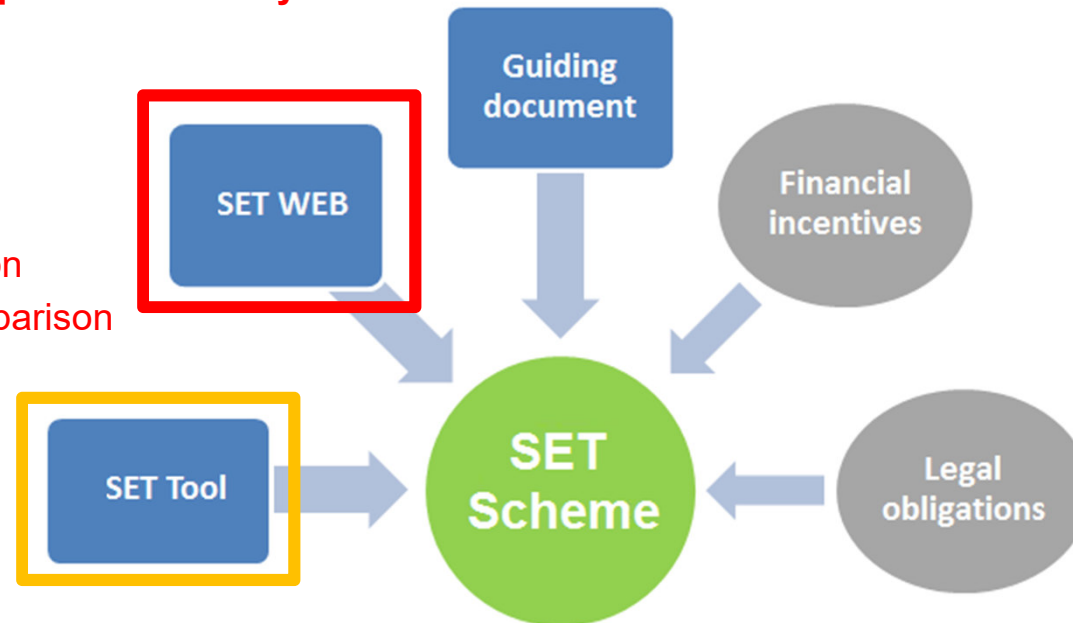 Guiding
document
SET WEB
Financial
incentives
on
parison
SET Tool
SET
Scheme
Legal
obligations